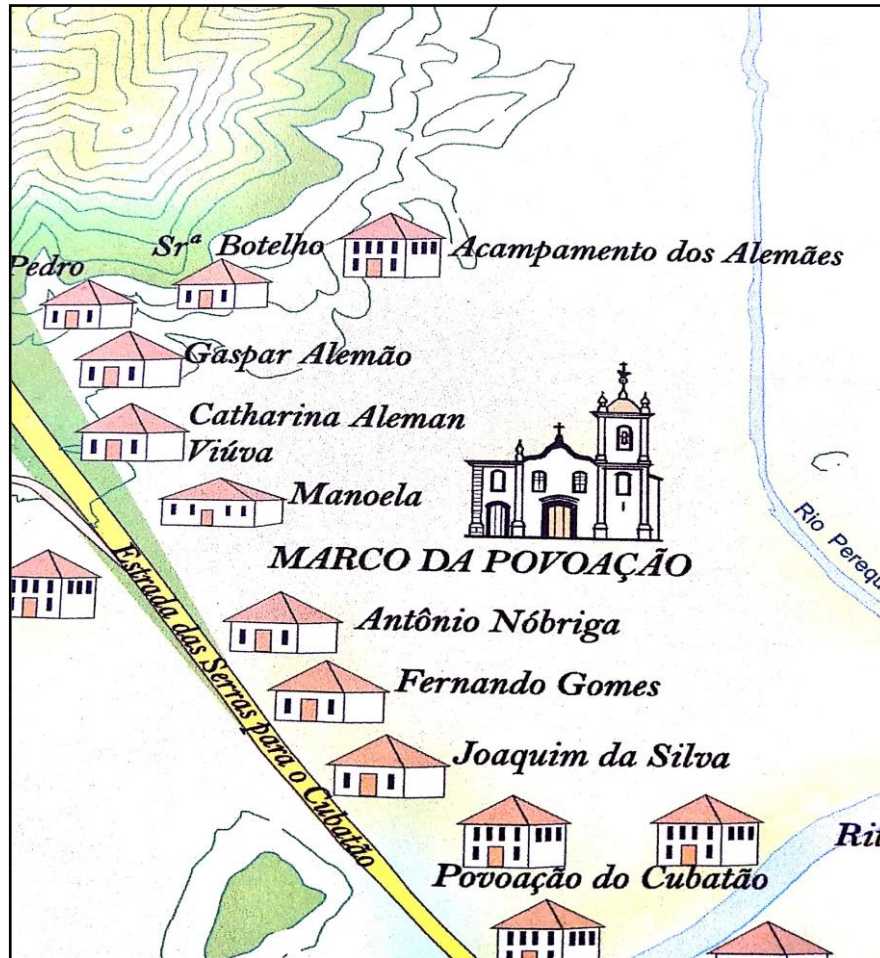 Srª Botelho
Acampamento dos Alemães
Pedro
Gaspar Alemão
Catharina Aleman
Viúva
Manoela
MARCO DA POVOAÇÃO
Rio
Estrada das Serras para o Cubatão
Antônio Nóbriga
Fernando Gomes
Joaquim da Silva
Povoação do Cubatão